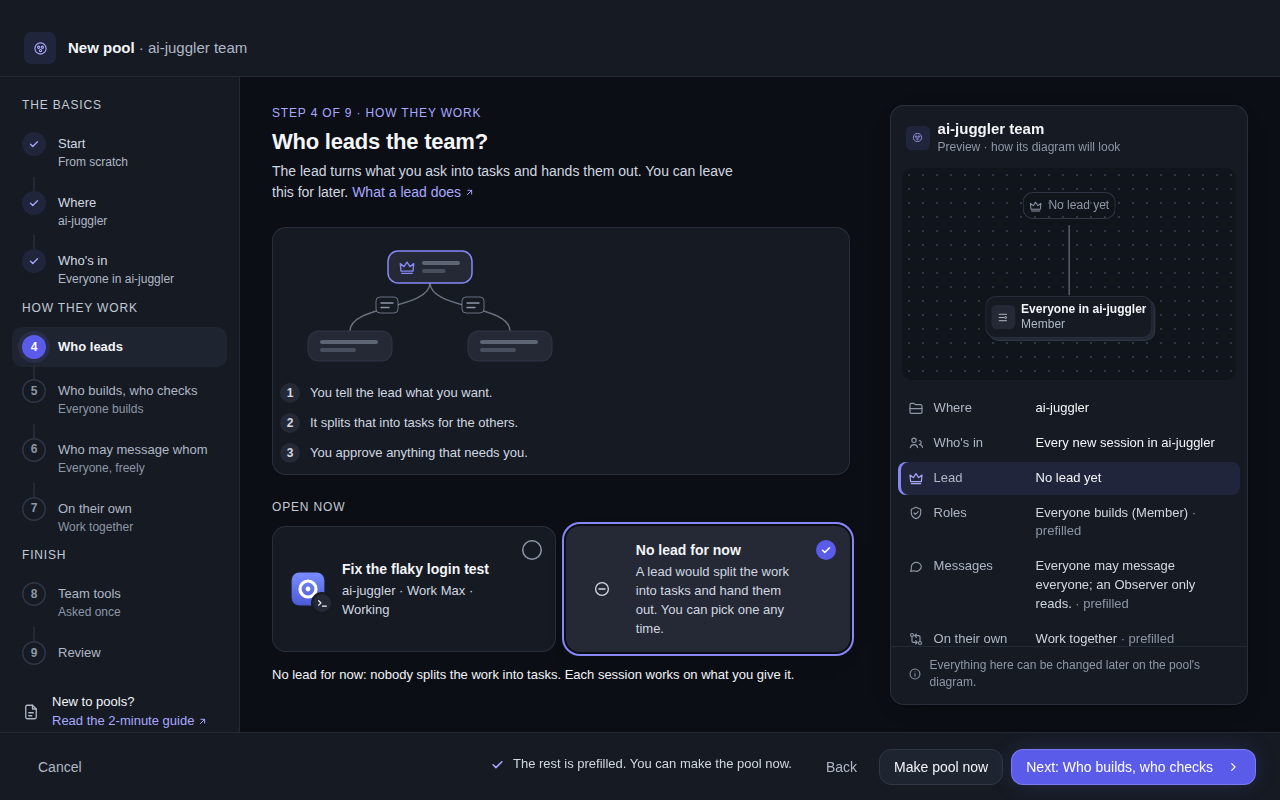 New pool · ai-juggler team
THE BASICS
Start
From scratch
Where
ai-juggler
Who's in
Everyone in ai-juggler
HOW THEY WORK
4 Who leads
5 Who builds, who checks
Everyone builds
6 Who may message whom
Everyone, freely
7 On their own
Work together
FINISH
8 Team tools
Asked once
9 Review
New to pools?
Read the 2-minute guide
STEP 4 OF 9 · HOW THEY WORK
Who leads the team?
The lead turns what you ask into tasks and hands them out. You can leave
this for later. What a lead does
1 You tell the lead what you want.
2 It splits that into tasks for the others.
3 You approve anything that needs you.
OPEN NOW
Fix the flaky login test
ai-juggler · Work Max ·
Working
No lead for now
A lead would split the work
into tasks and hand them
out. You can pick one any
time.
No lead for now: nobody splits the work into tasks. Each session works on what you give it.
ai-juggler team
Preview · how its diagram will look
No lead yet
Everyone in ai-juggler
Member
Where ai-juggler
Who's in Every new session in ai-juggler
Lead No lead yet
Roles Everyone builds (Member) ·
prefilled
Messages Everyone may message
everyone; an Observer only
reads. · prefilled
On their own Work together · prefilled
Everything here can be changed later on the pool's
diagram.
Cancel
The rest is prefilled. You can make the pool now.
Back
Make pool now
Next: Who builds, who checks